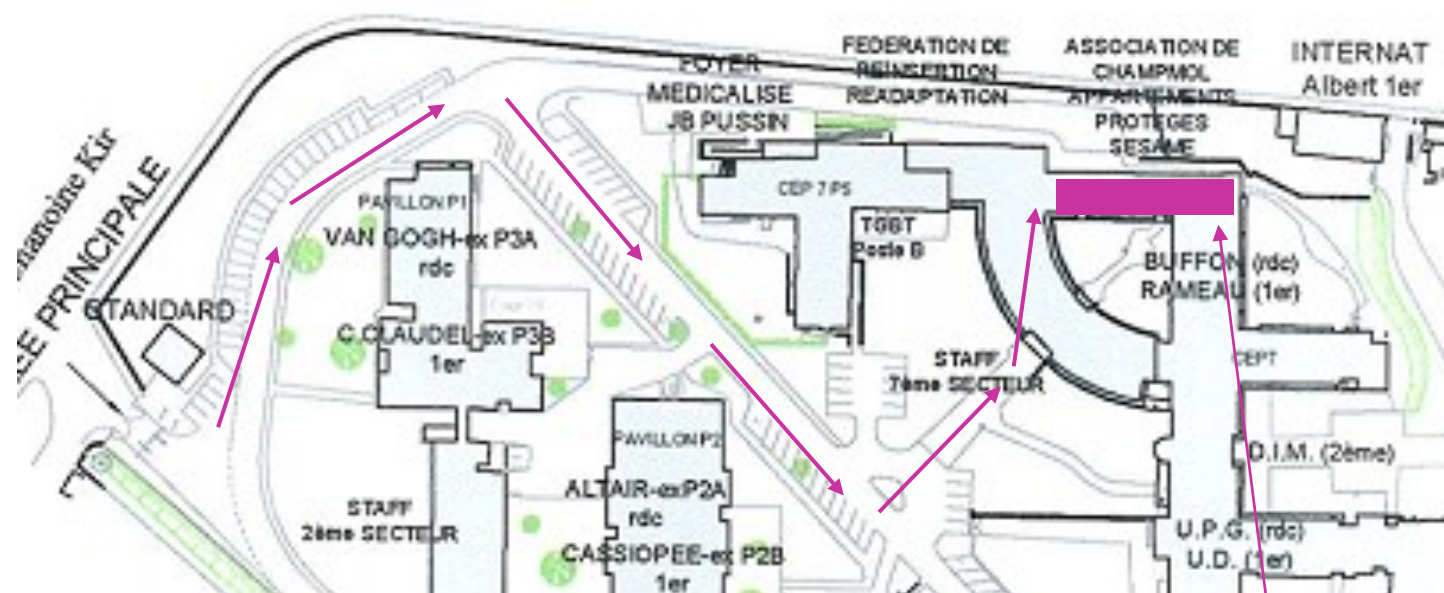 FOYER
MEDICALISE
JB PUSSIN
FEDERATION DE
REINSERTION
READAPTATION
ASSOCIATION DE
CHAMPMOL
APPARTEMENTS
PROTEGES
SESAME
INTERNAT
Albert 1er
hanoine Kir
EE PRINCIPALE
STANDARD
PAVILLON P1
VAN GOGH-ex P3A
rdc
C.CLAUDEL-ex P3B
1er
CEP 7 PS
TGBT
Poste B
BUFFON (rdc)
RAMEAU (1er)
STAFF
7ème SECTEUR
CEPT
PAVILLON P2
ALTAIR-exP2A
rdc
CASSIOPEE-ex P2B
1er
STAFF
2ème SECTEUR
D.I.M. (2ème)
U.P.G. (rdc)
U.D. (1er)